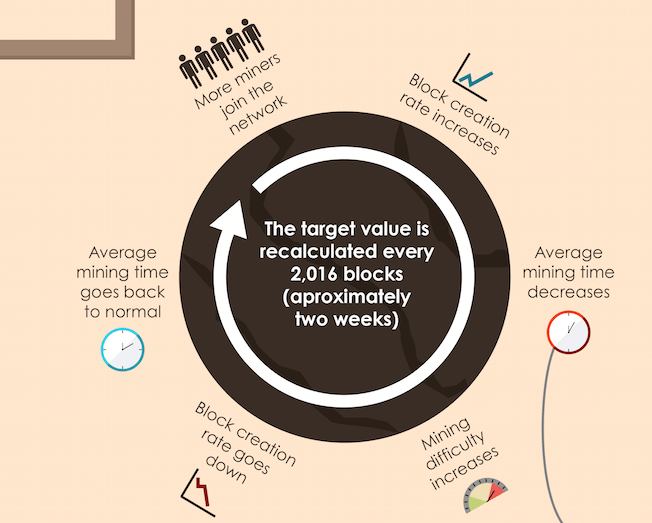 More miners
join the
network
Block creation
rate increases
The target value is
recalculated every
2,016 blocks
(aproximately
two weeks)
Average
mining time
decreases
Mining
difficulty
increases
Block creation
rate goes
down
Average
mining time
goes back
to normal